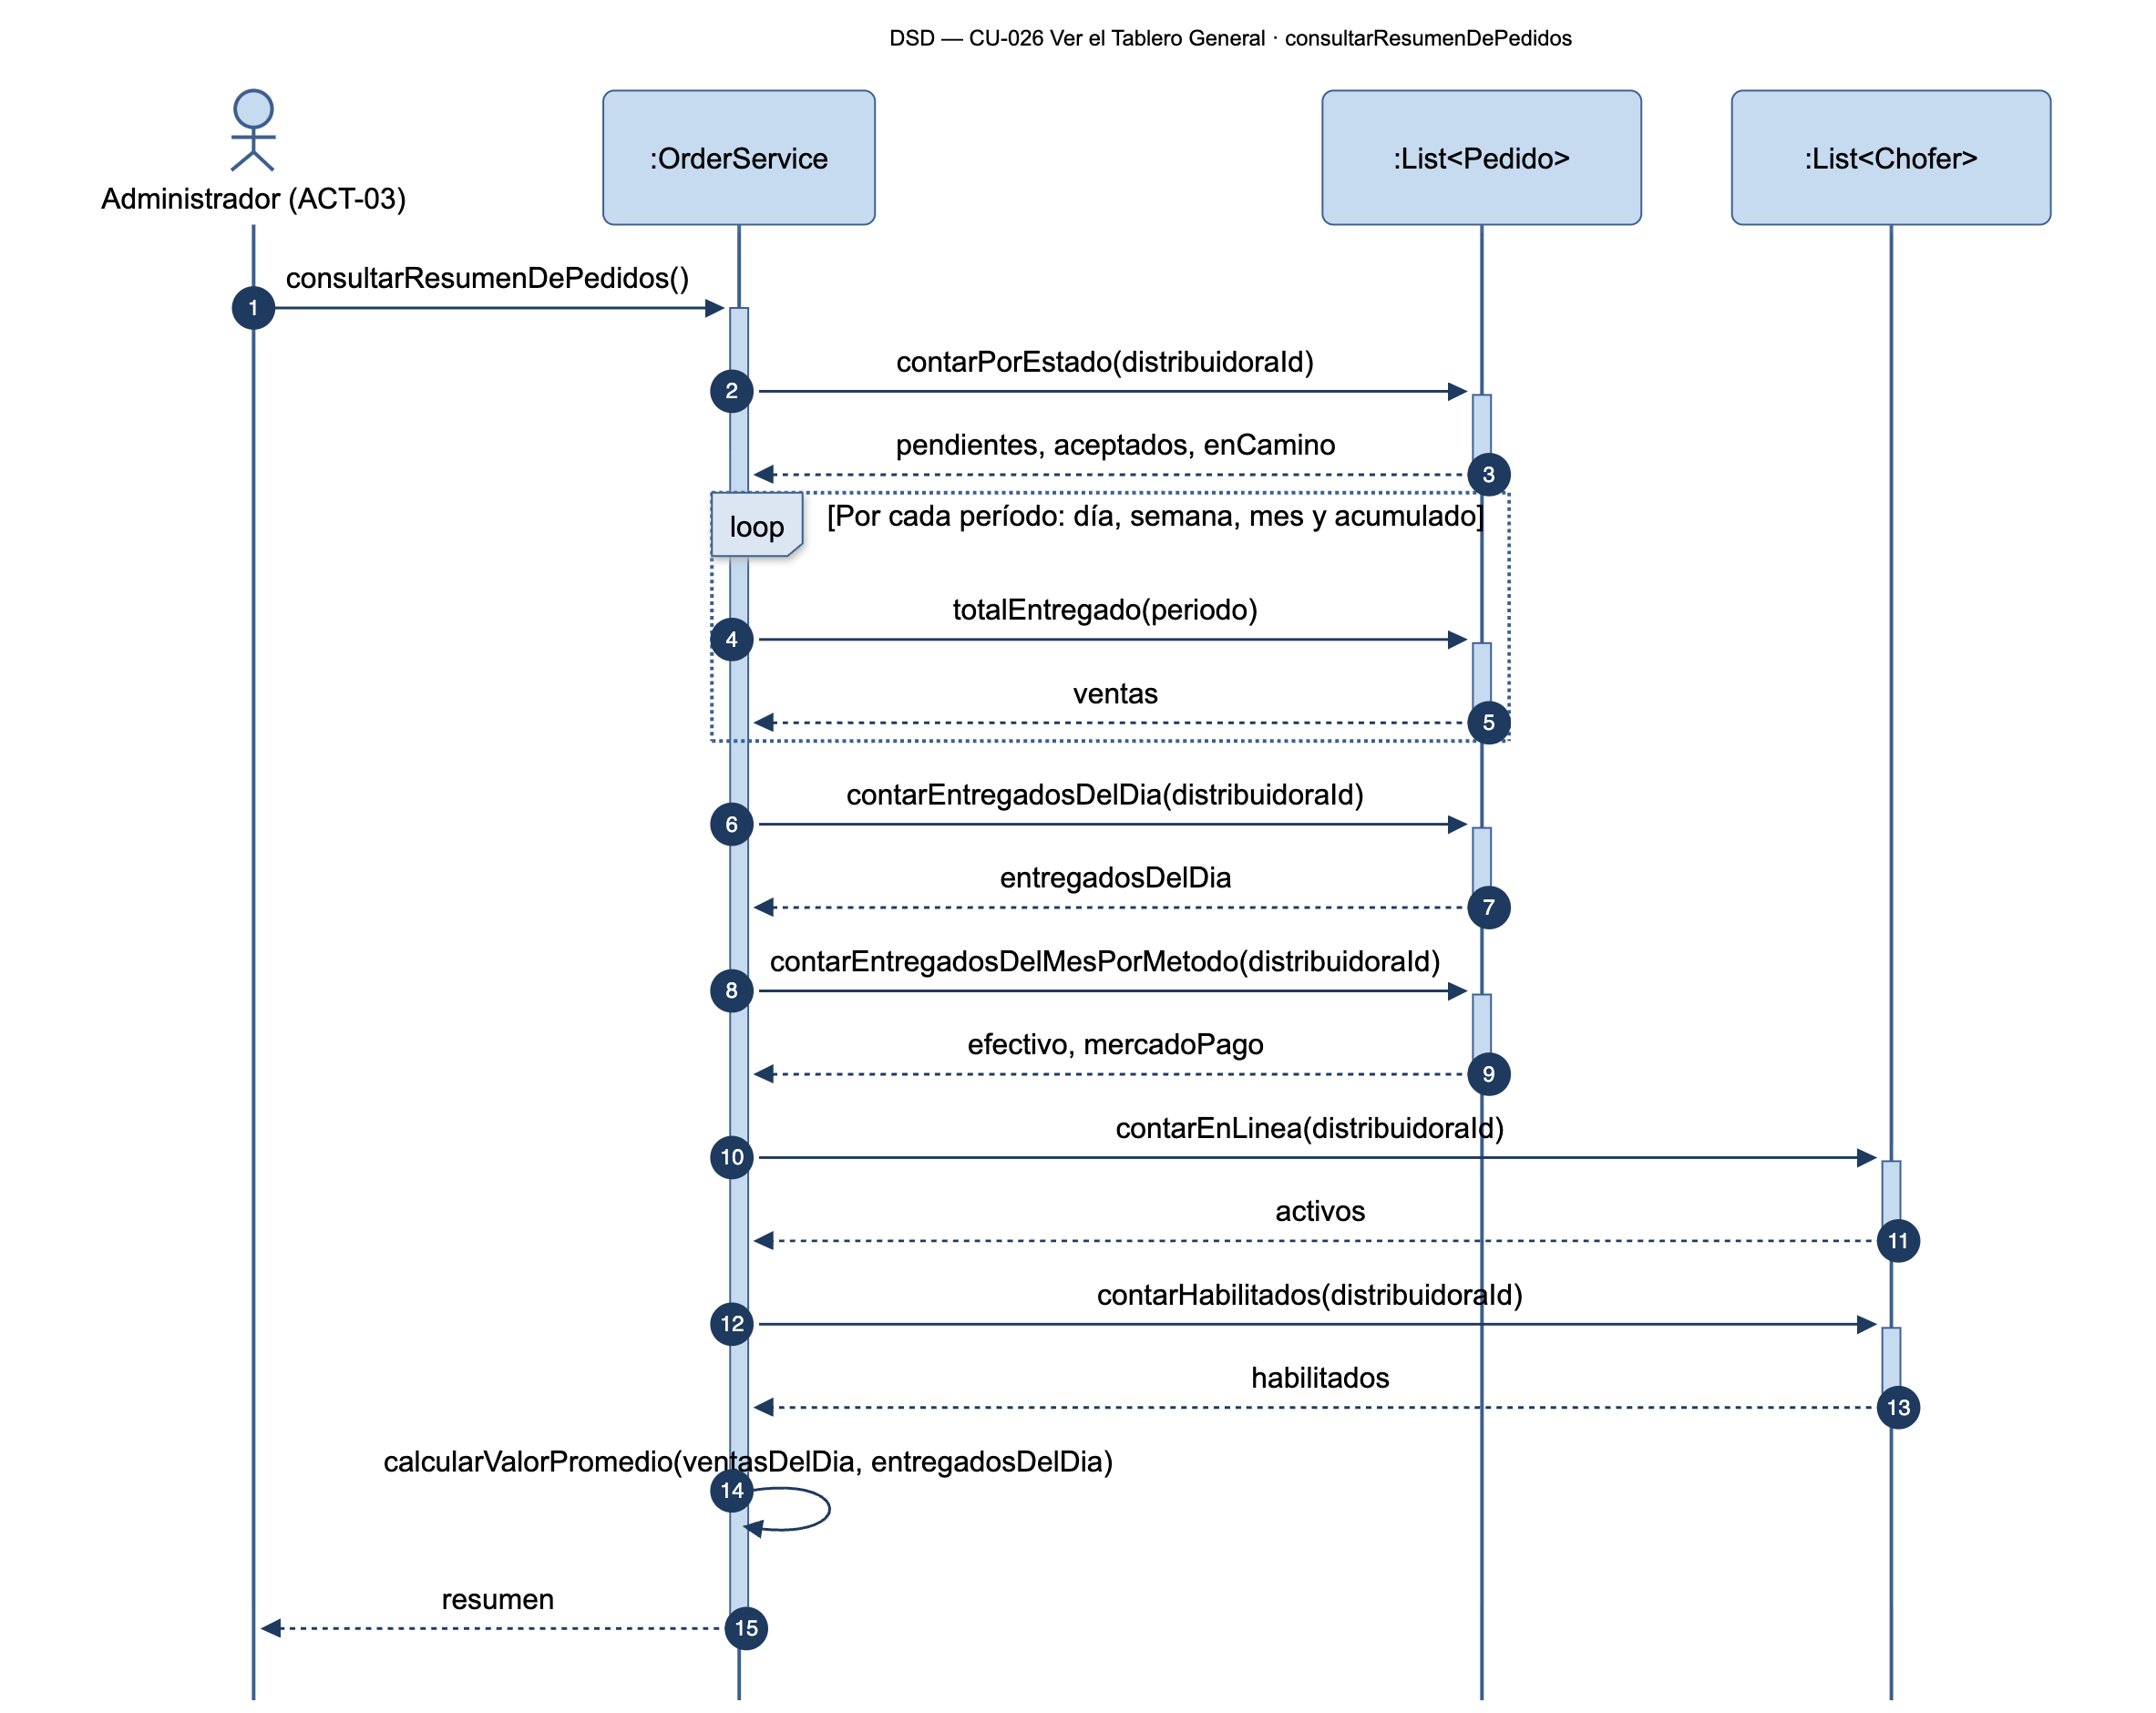 DSD — CU-026 Ver el Tablero General · consultarResumenDePedidos
Administrador (ACT-03)
:OrderService
:List<Pedido>
:List<Chofer>
consultarResumenDePedidos()
1
contarPorEstado(distribuidoraId)
2
pendientes, aceptados, enCamino
3
loop
[Por cada período: día, semana, mes y acumulado]
totalEntregado(periodo)
4
ventas
5
contarEntregadosDelDia(distribuidoraId)
6
entregadosDelDia
7
contarEntregadosDelMesPorMetodo(distribuidoraId)
8
efectivo, mercadoPago
9
contarEnLinea(distribuidoraId)
10
activos
11
contarHabilitados(distribuidoraId)
12
habilitados
13
calcularValorPromedio(ventasDelDia, entregadosDelDia)
14
resumen
15